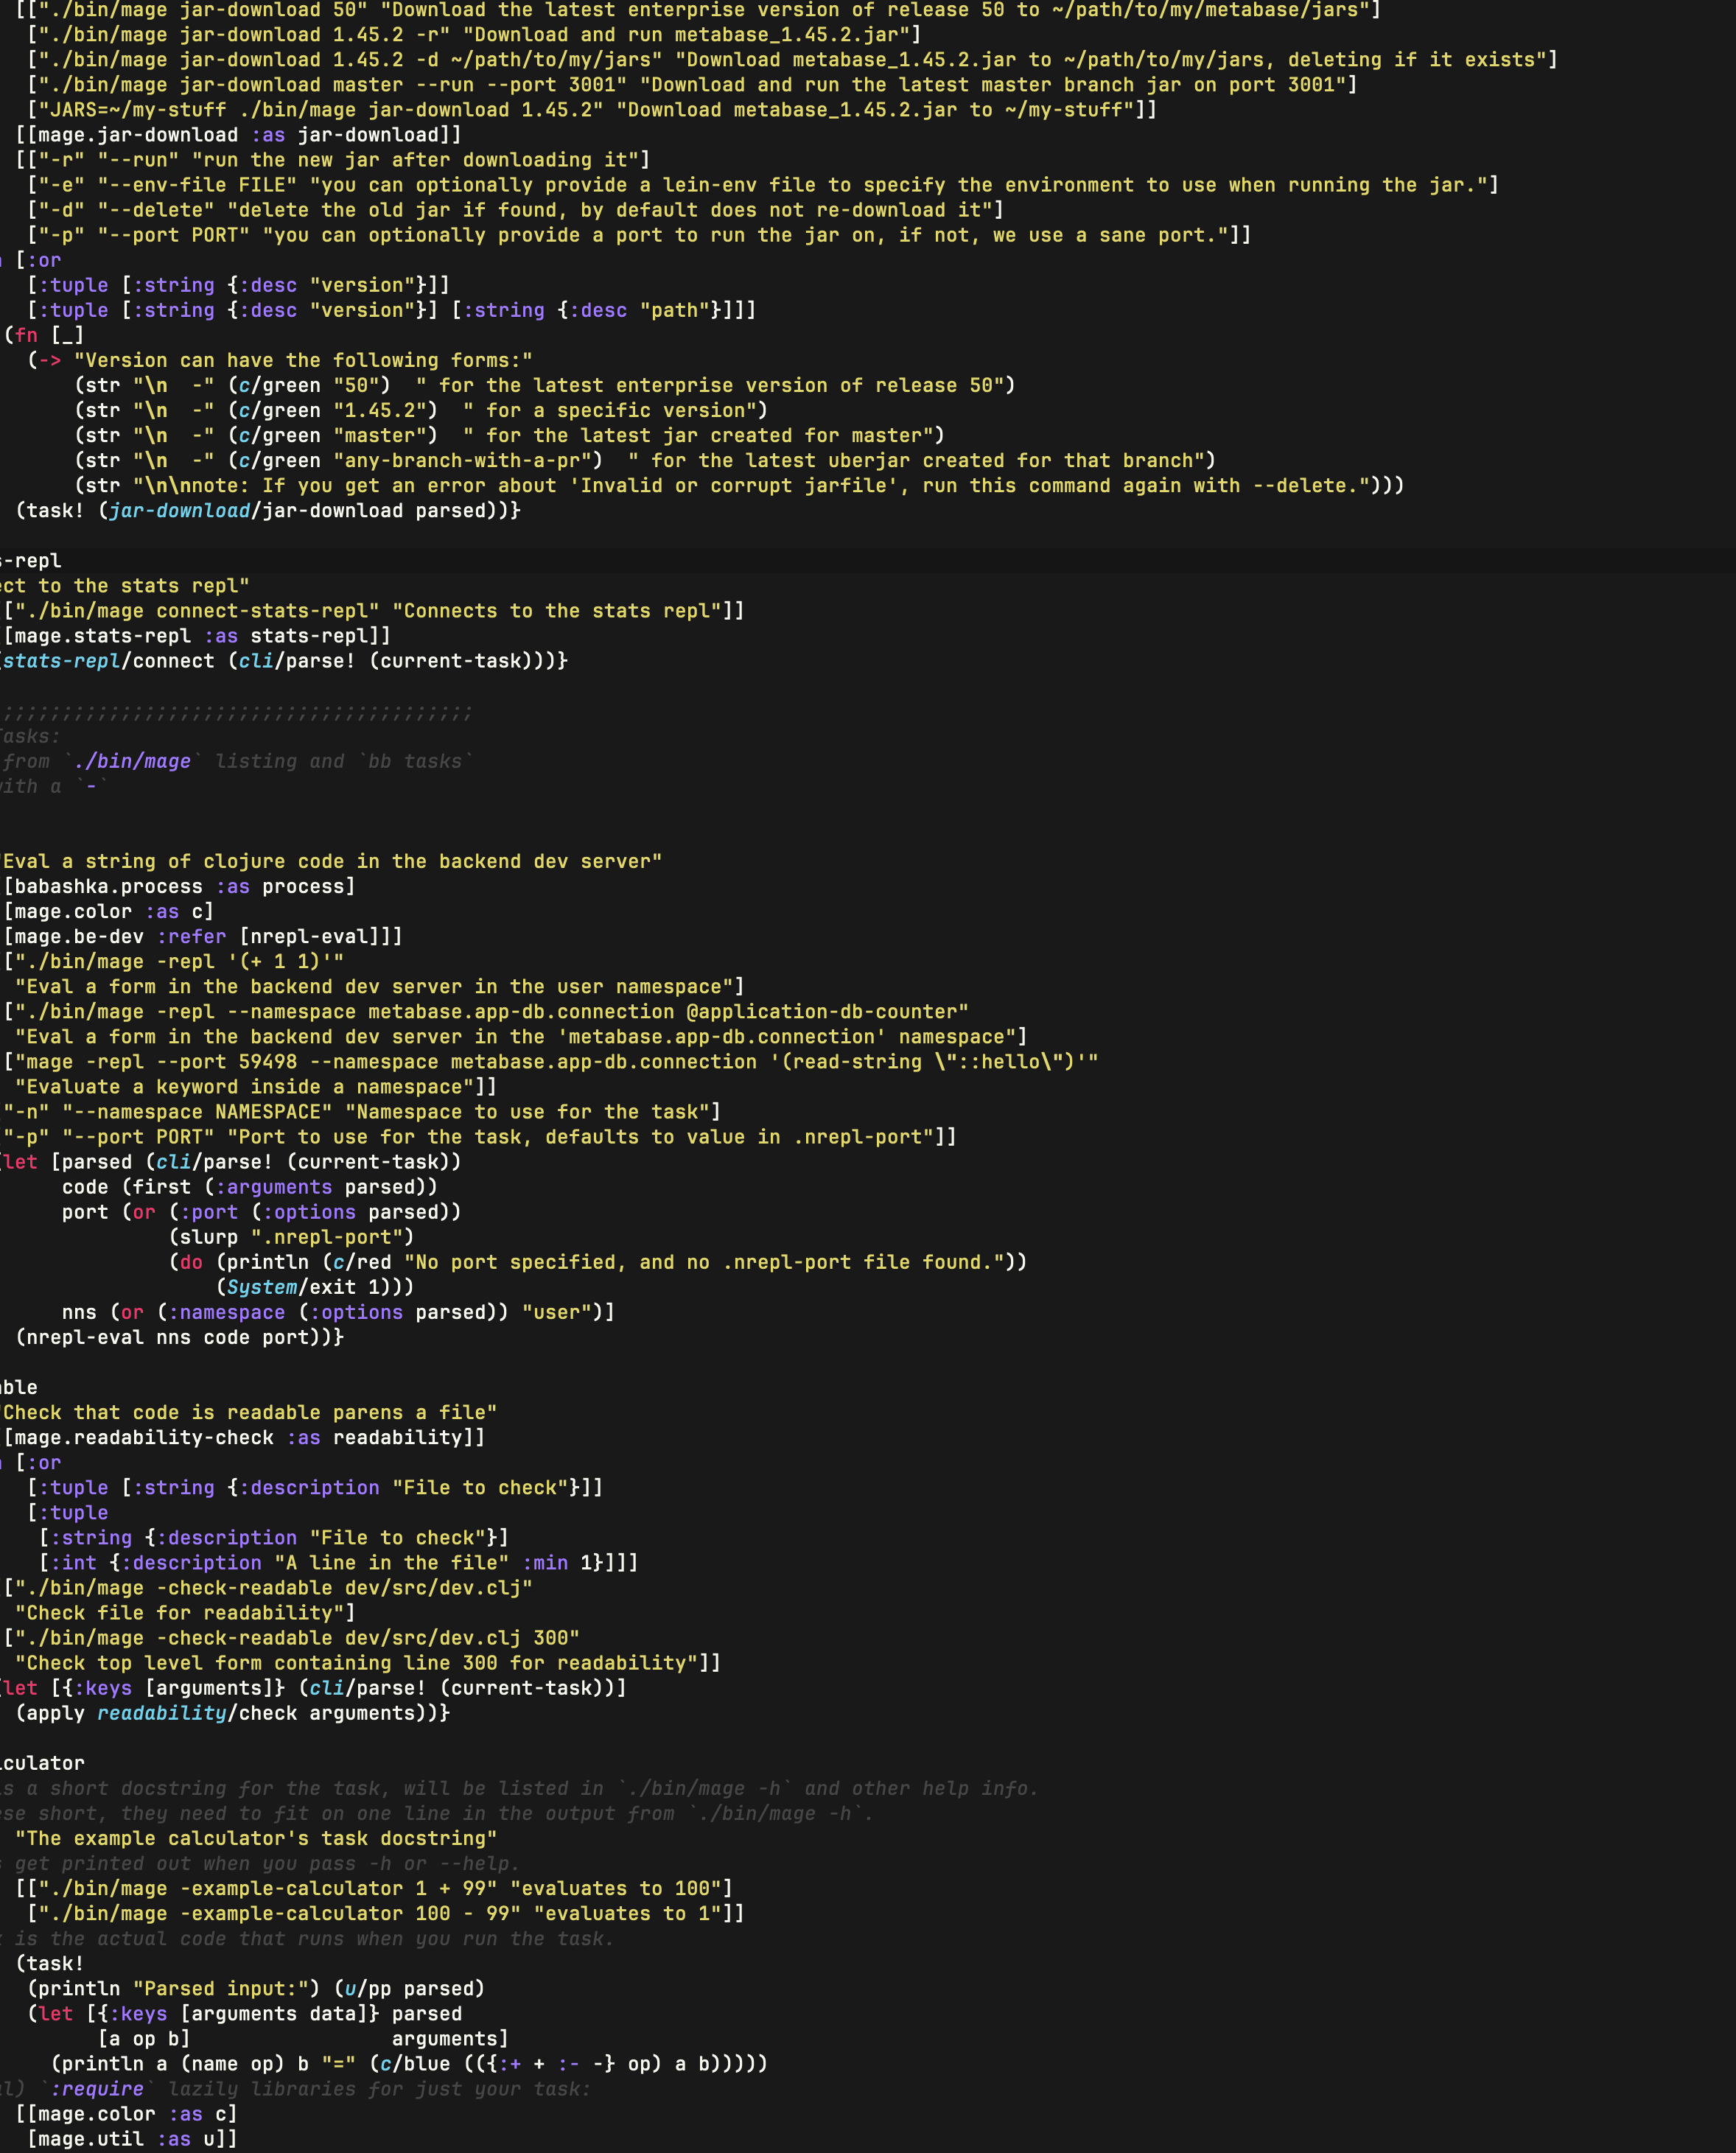 [["./bin/mage jar-download 50" "Download the latest enterprise version of release 50 to ~/path/to/my/metabase/jars"]
["./bin/mage jar-download 1.45.2 -r" "Download and run metabase_1.45.2.jar"]
["./bin/mage jar-download 1.45.2 -d ~/path/to/my/jars" "Download metabase_1.45.2.jar to ~/path/to/my/jars, deleting if it exists"]
["./bin/mage jar-download master --run --port 3001" "Download and run the latest master branch jar on port 3001"]
["JARS=~/my-stuff ./bin/mage jar-download 1.45.2" "Download metabase_1.45.2.jar to ~/my-stuff"]]
[[mage.jar-download :as jar-download]]
[["-r" "--run" "run the new jar after downloading it"]
["-e" "--env-file FILE" "you can optionally provide a lein-env file to specify the environment to use when running the jar."]
["-d" "--delete" "delete the old jar if found, by default does not re-download it"]
["-p" "--port PORT" "you can optionally provide a port to run the jar on, if not, we use a sane port."]]
[:or
[:tuple [:string {:desc "version"}]]
[:tuple [:string {:desc "version"}] [:string {:desc "path"}]]]
(fn [_]
(-> "Version can have the following forms:"
(str "\n  -" (c/green "50")  " for the latest enterprise version of release 50")
(str "\n  -" (c/green "1.45.2")  " for a specific version")
(str "\n  -" (c/green "master")  " for the latest jar created for master")
(str "\n  -" (c/green "any-branch-with-a-pr")  " for the latest uberjar created for that branch")
(str "\n\nnote: If you get an error about 'Invalid or corrupt jarfile', run this command again with --delete.")))
(task! (jar-download/jar-download parsed))}
s-repl
ect to the stats repl"
[["./bin/mage connect-stats-repl" "Connects to the stats repl"]]
[[mage.stats-repl :as stats-repl]]
(stats-repl/connect (cli/parse! (current-task)))}
;;;;;;;;;;;;;;;;;;;;;;;;;;;;;;;;;;;;;;;;
Tasks:
from `./bin/mage` listing and `bb tasks`
with a `-`
"Eval a string of clojure code in the backend dev server"
[[babashka.process :as process]
[mage.color :as c]
[mage.be-dev :refer [nrepl-eval]]]
["./bin/mage -repl '(+ 1 1)'"
"Eval a form in the backend dev server in the user namespace"]
["./bin/mage -repl --namespace metabase.app-db.connection @application-db-counter"
"Eval a form in the backend dev server in the 'metabase.app-db.connection' namespace"]
["mage -repl --port 59498 --namespace metabase.app-db.connection '(read-string \"::hello\")'"
"Evaluate a keyword inside a namespace"]]
"-n" "--namespace NAMESPACE" "Namespace to use for the task"]
"-p" "--port PORT" "Port to use for the task, defaults to value in .nrepl-port"]]
(let [parsed (cli/parse! (current-task))
code (first (:arguments parsed))
port (or (:port (:options parsed))
(slurp ".nrepl-port")
(do (println (c/red "No port specified, and no .nrepl-port file found."))
(System/exit 1)))
nns (or (:namespace (:options parsed)) "user")]
(nrepl-eval nns code port))}
able
"Check that code is readable parens a file"
[[mage.readability-check :as readability]]
[:or
[:tuple [:string {:description "File to check"}]]
[:tuple
[:string {:description "File to check"}]
[:int {:description "A line in the file" :min 1}]]]
["./bin/mage -check-readable dev/src/dev.clj"
"Check file for readability"]
["./bin/mage -check-readable dev/src/dev.clj 300"
"Check top level form containing line 300 for readability"]]
(let [{:keys [arguments]} (cli/parse! (current-task))]
(apply readability/check arguments))}
lculator
is a short docstring for the task, will be listed in `./bin/mage -h` and other help info.
ese short, they need to fit on one line in the output from `./bin/mage -h`.
"The example calculator's task docstring"
s get printed out when you pass -h or --help.
[["./bin/mage -example-calculator 1 + 99" "evaluates to 100"]
["./bin/mage -example-calculator 100 - 99" "evaluates to 1"]]
is the actual code that runs when you run the task.
(task!
(println "Parsed input:") (u/pp parsed)
(let [{:keys [arguments data]} parsed
[a op b]                 arguments]
(println a (name op) b "=" (c/blue (({:+ + :- -} op) a b)))))
al) `:require` lazily libraries for just your task:
[[mage.color :as c]
[mage.util :as u]]